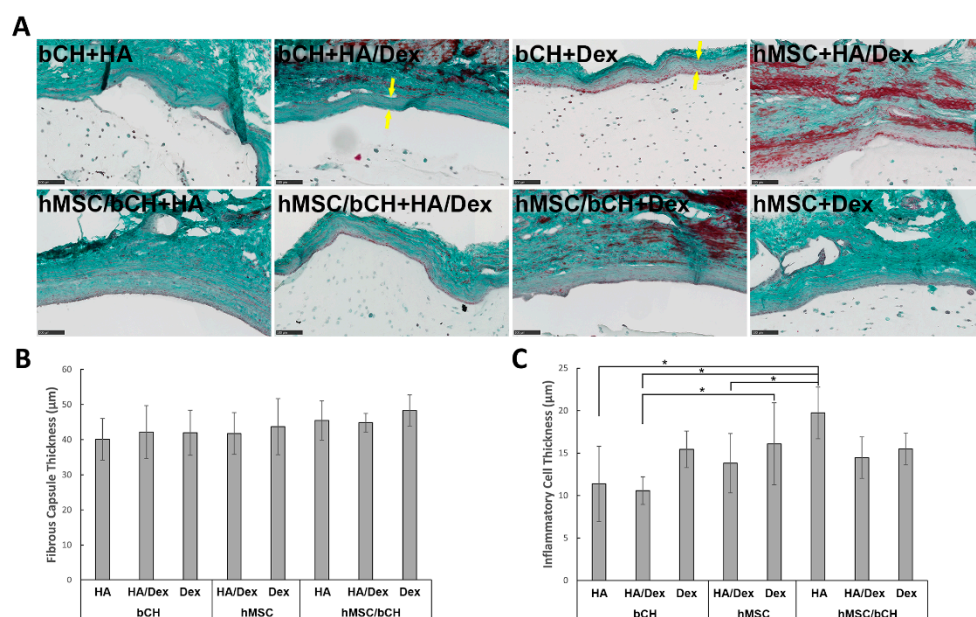 A
bCH+HA
bCH+HA/Dex
bCH+Dex
hMSC+HA/Dex
hMSC/bCH+HA
hMSC/bCH+HA/Dex
hMSC/bCH+Dex
hMSC+Dex
B
Fibrous Capsule Thickness (µm)
60
50
40
30
20
10
0
HA HA/Dex Dex HA/Dex Dex HA HA/Dex Dex
bCH hMSC hMSC/bCH
C
Inflammatory Cell Thickness (µm)
25
20
15
10
5
0
*
*
*
*
HA HA/Dex Dex HA/Dex Dex HA HA/Dex Dex
bCH hMSC hMSC/bCH